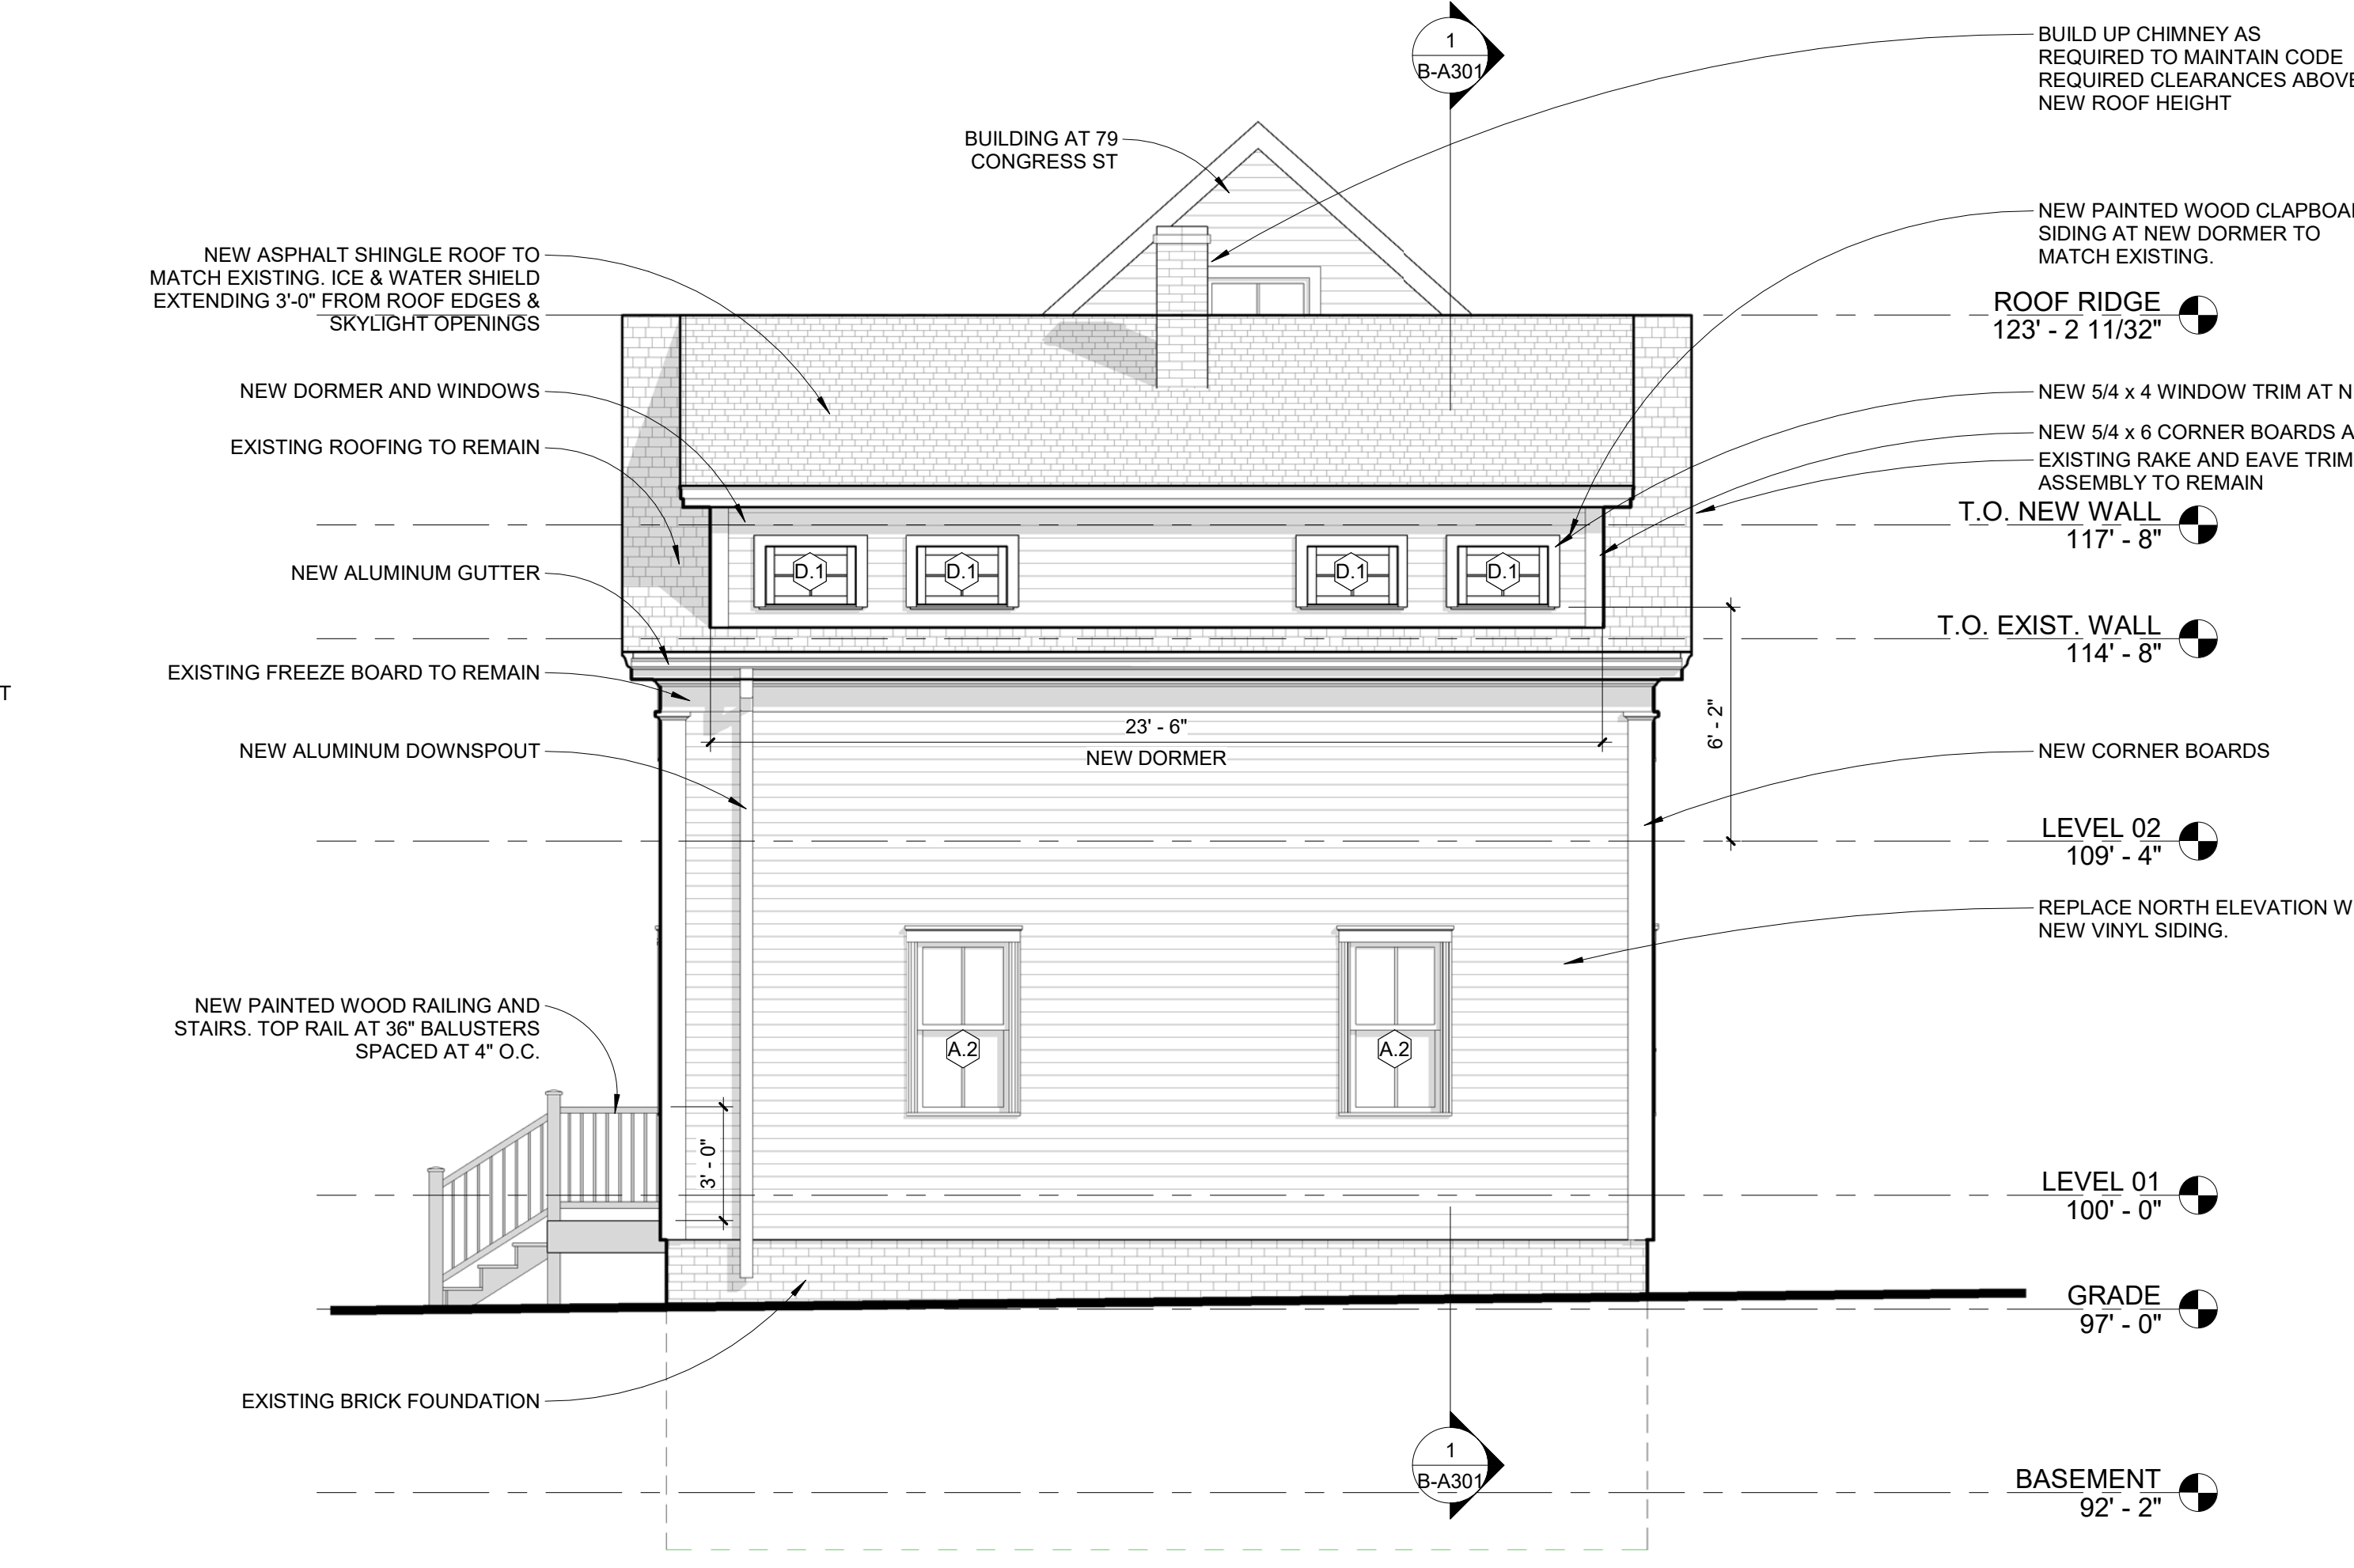 1
B-A301
BUILD UP CHIMNEY AS
REQUIRED TO MAINTAIN CODE
REQUIRED CLEARANCES ABOVE
NEW ROOF HEIGHT
BUILDING AT 79
CONGRESS ST
NEW PAINTED WOOD
SIDING AT NEW DORMER TO
MATCH EXISTING.
NEW ASPHALT SHINGLE ROOF TO
MATCH EXISTING. ICE & WATER SHIELD
EXTENDING 3'-0" FROM ROOF EDGES &
SKYLIGHT OPENINGS
ROOF RIDGE
123' - 2 11/32"
NEW DORMER AND WINDOWS
NEW 5/4 x 4 WINDOW TRIM AT
EXISTING ROOFING TO REMAIN
NEW 5/4 x 6 CORNER BOARDS
EXISTING RAKE AND EAVE TRIM
ASSEMBLY TO REMAIN
T.O. NEW WALL
117' - 8"
NEW ALUMINUM GUTTER
D.1
D.1
D.1
D.1
T.O. EXIST. WALL
114' - 8"
EXISTING FREEZE BOARD TO REMAIN
T
23' - 6"
NEW DORMER
6' - 2"
NEW ALUMINUM DOWNSPOUT
NEW CORNER BOARDS
LEVEL 02
109' - 4"
REPLACE NORTH ELEVATION
NEW VINYL SIDING.
NEW PAINTED WOOD RAILING AND
STAIRS. TOP RAIL AT 36" BALUSTERS
SPACED AT 4" O.C.
A.2
A.2
3' - 0"
LEVEL 01
100' - 0"
GRADE
97' - 0"
EXISTING BRICK FOUNDATION
1
B-A301
BASEMENT
92' - 2"